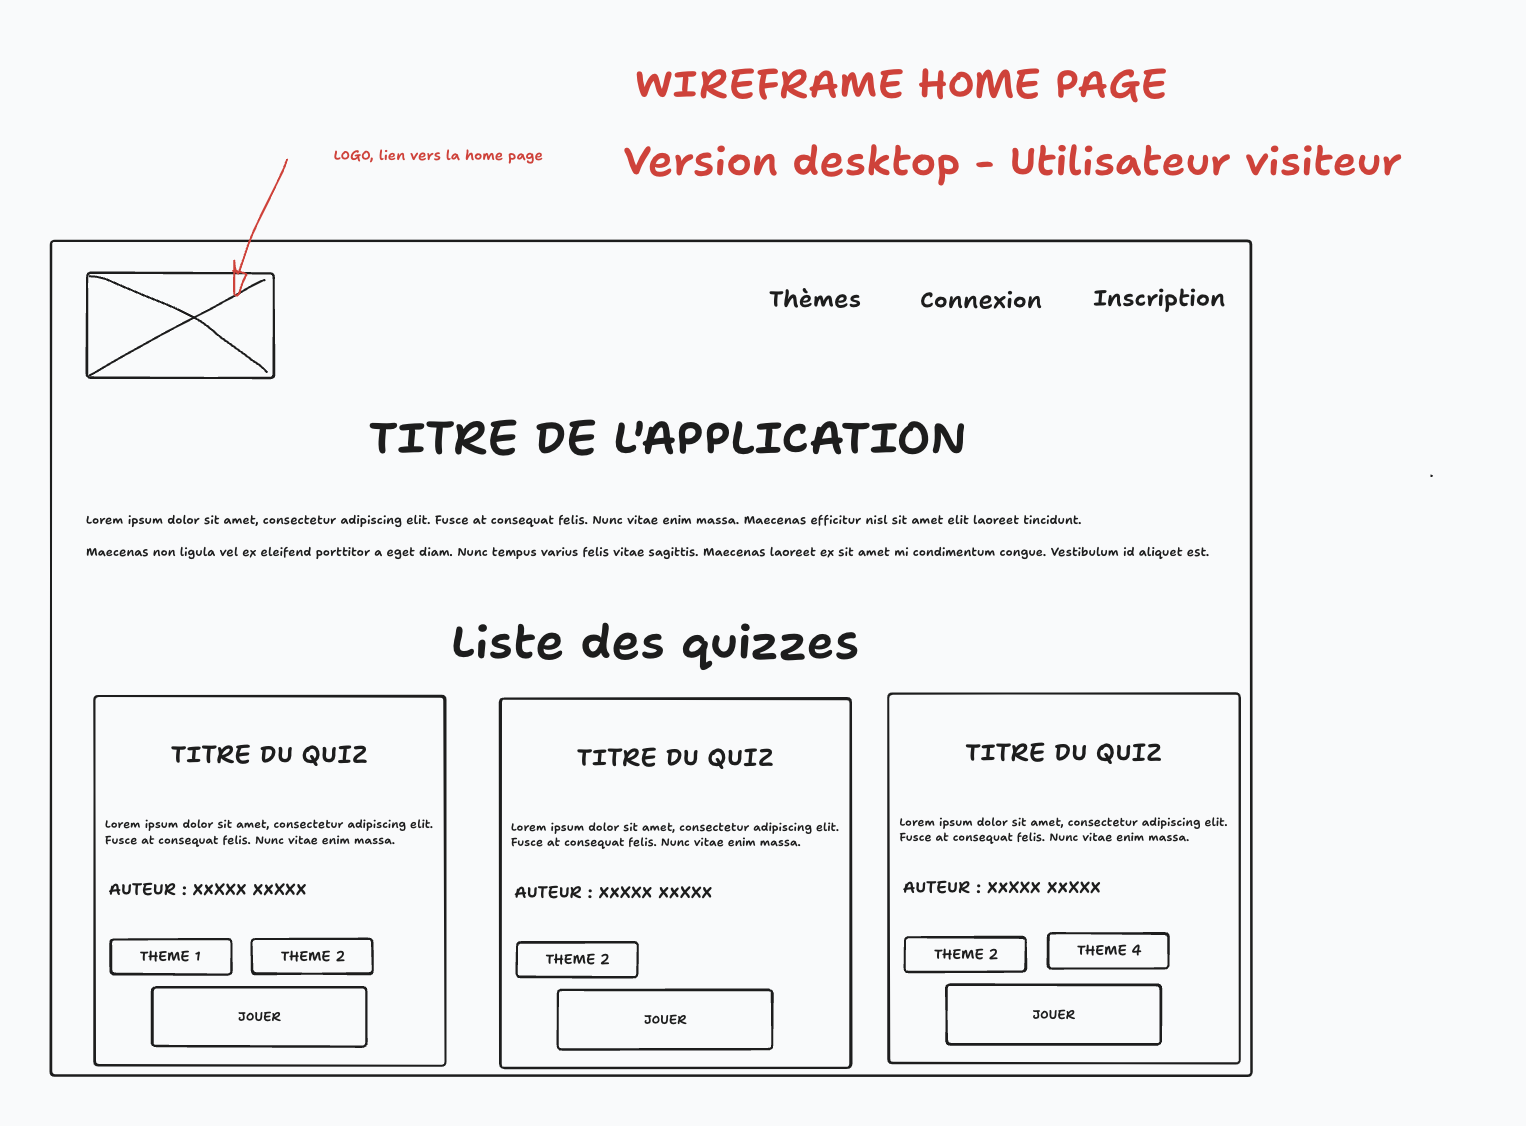 WIREFRAME HOME PAGE
LOGO, lien vers la home page
Version desktop - Utilisateur visiteur
Thèmes
Connexion
Inscription
TITRE DE L'APPLICATION
Lorem ipsum dolor sit amet, consectetur adipiscing elit. Fusce at consequat felis. Nunc vitae enim massa. Maecenas efficitur nisl sit amet elit laoreet tincidunt.
Maecenas non ligula vel ex eleifend porttitor a eget diam. Nunc tempus varius felis vitae sagittis. Maecenas laoreet ex sit amet mi condimentum congue. Vestibulum id aliquet est.
Liste des quizzes
TITRE DU QUIZ
Lorem ipsum dolor sit amet, consectetur adipiscing elit.
Fusce at consequat felis. Nunc vitae enim massa.
AUTEUR : XXXXX XXXXX
THEME 1
THEME 2
JOUER
TITRE DU QUIZ
Lorem ipsum dolor sit amet, consectetur adipiscing elit.
Fusce at consequat felis. Nunc vitae enim massa.
AUTEUR : XXXXX XXXXX
THEME 2
JOUER
TITRE DU QUIZ
Lorem ipsum dolor sit amet, consectetur adipiscing elit.
Fusce at consequat felis. Nunc vitae enim massa.
AUTEUR : XXXXX XXXXX
THEME 2
THEME 4
JOUER